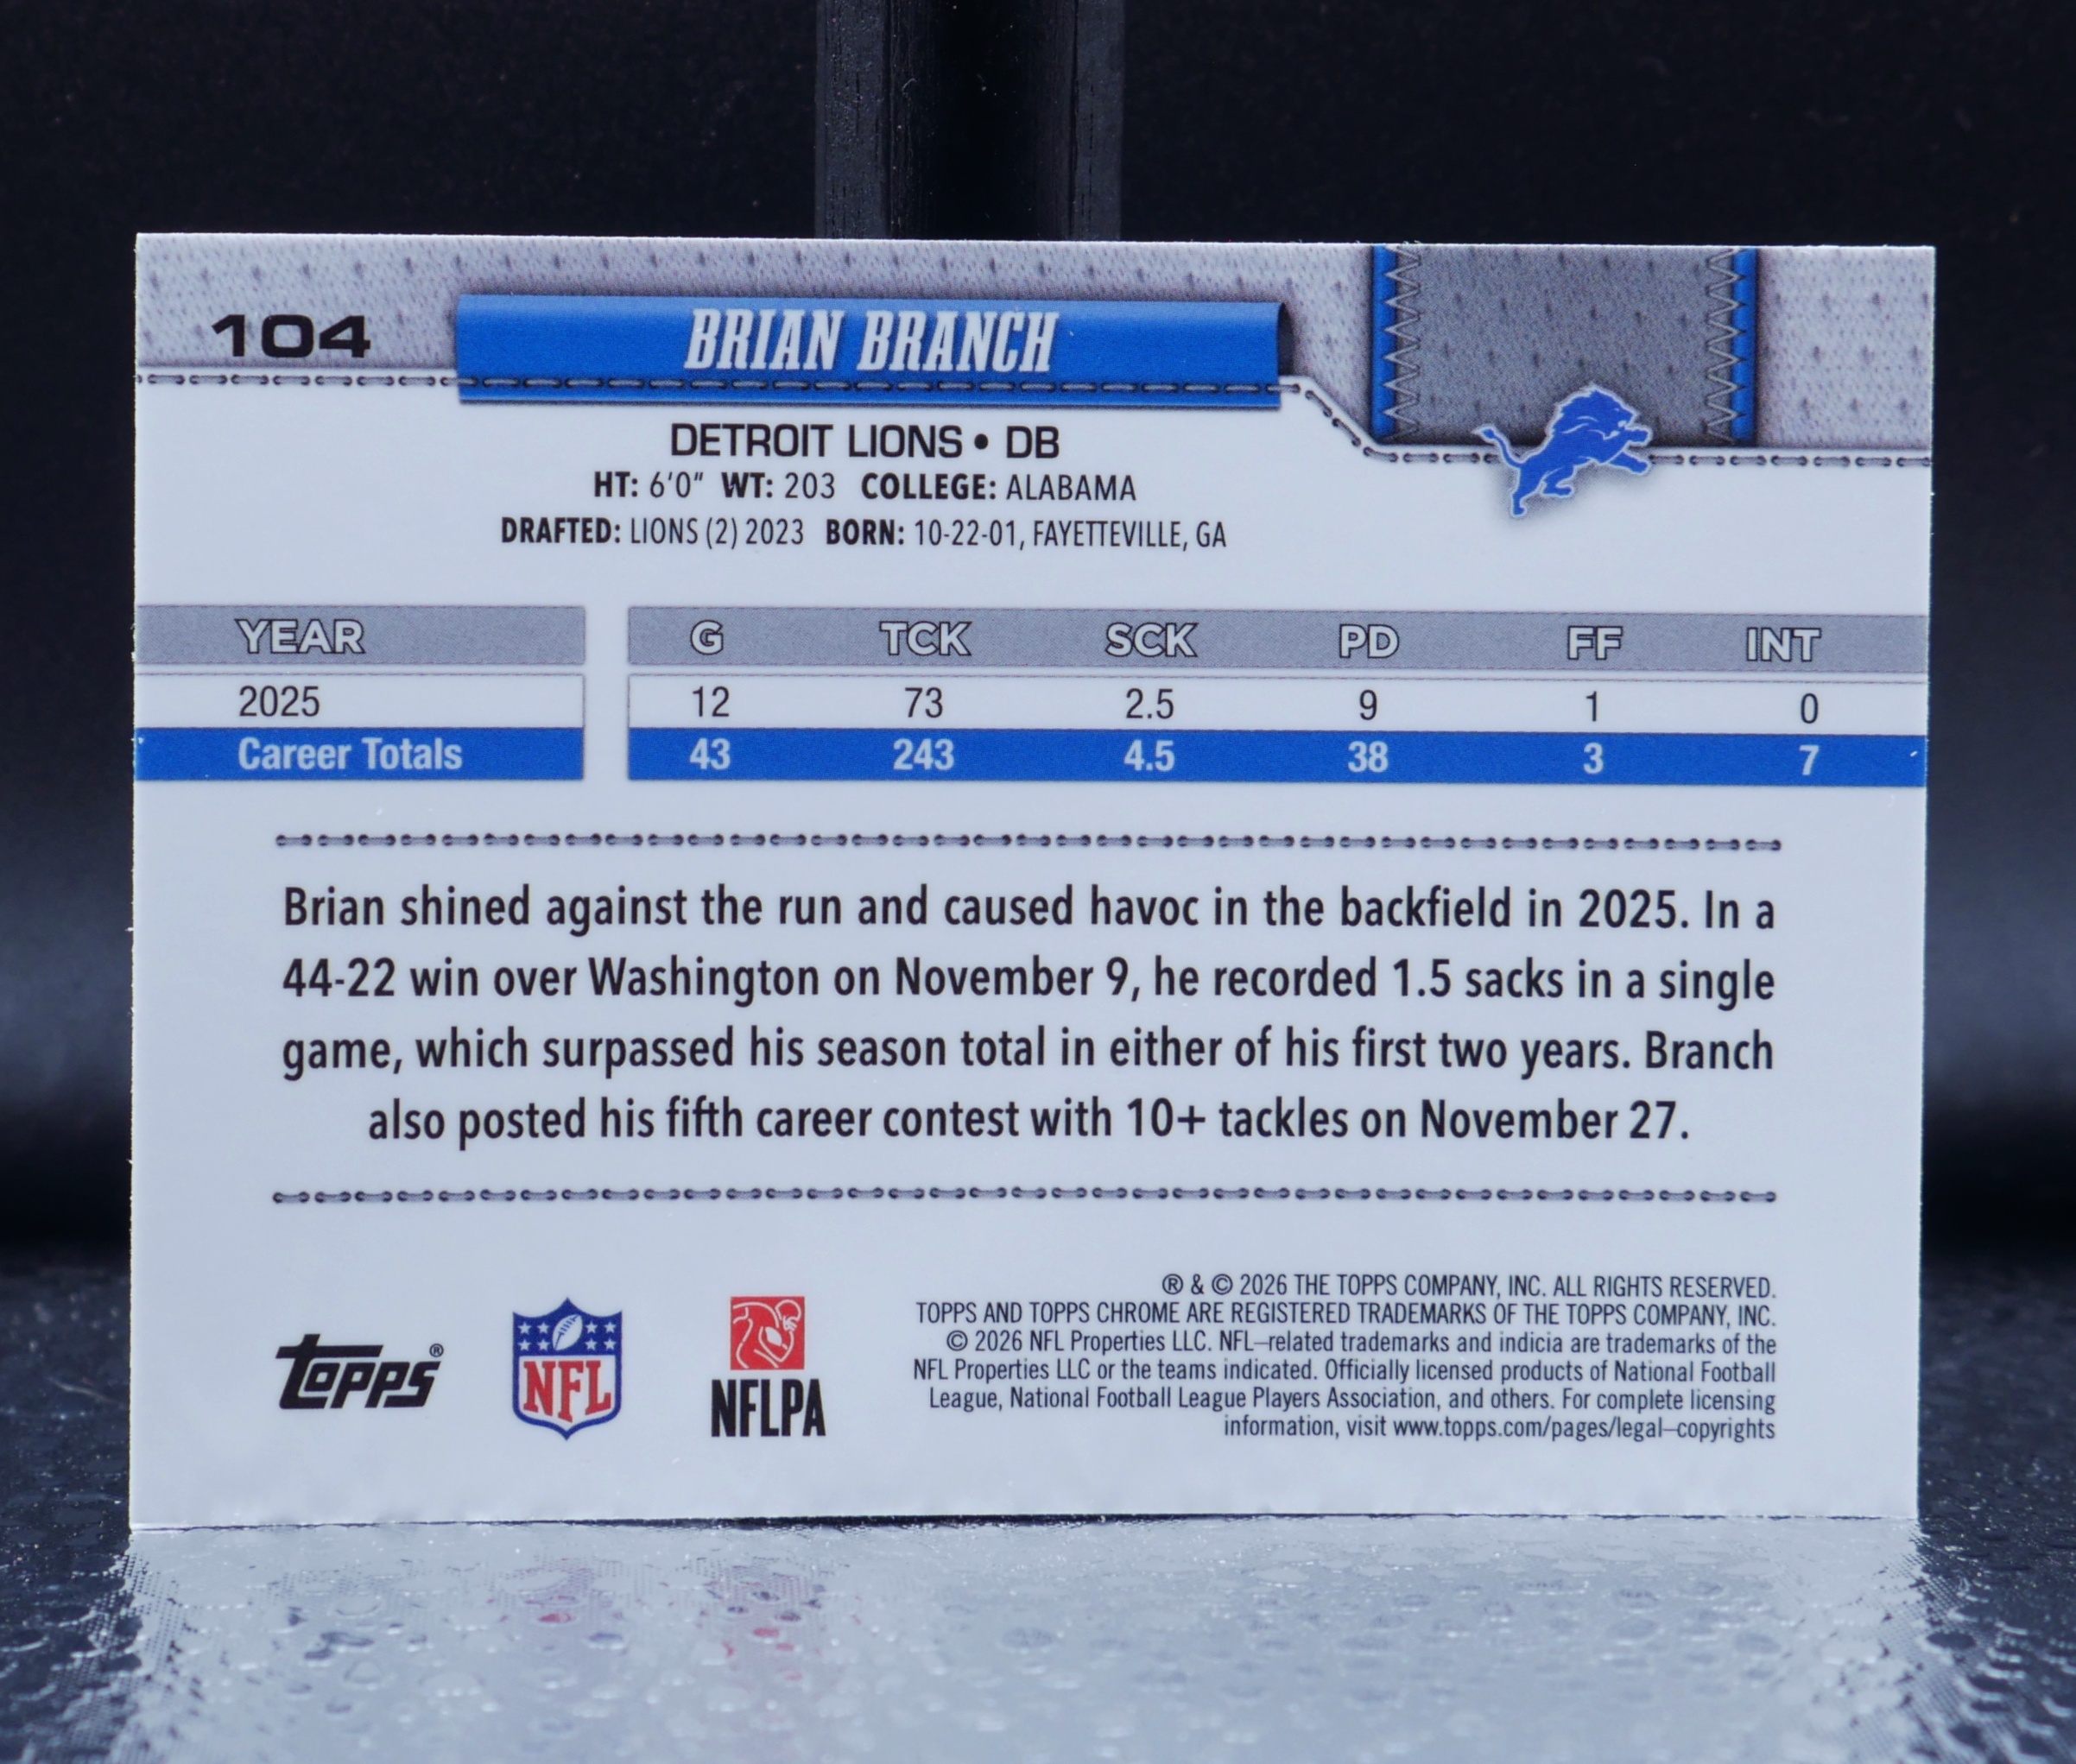 104
BRIAN BRANCH
DETROIT LIONS • DB
HT: 6'0" WT: 203 COLLEGE: ALABAMA
DRAFTED: LIONS (2) 2023 BORN: 10-22-01, FAYETTEVILLE, GA
YEAR G TCK SCK PD FF INT
2025 12 73 2.5 9 1 0
Career Totals 43 243 4.5 38 3 7
Brian shined against the run and caused havoc in the backfield in 2025. In a
44-22 win over Washington on November 9, he recorded 1.5 sacks in a single
game, which surpassed his season total in either of his first two years. Branch
also posted his fifth career contest with 10+ tackles on November 27.
® & © 2026 THE TOPPS COMPANY, INC. ALL RIGHTS RESERVED.
TOPPS AND TOPPS CHROME ARE REGISTERED TRADEMARKS OF THE TOPPS COMPANY, INC.
© 2026 NFL Properties LLC. NFL–related trademarks and indicia are trademarks of the
NFL Properties LLC or the teams indicated. Officially licensed products of National Football
League, National Football League Players Association, and others. For complete licensing
information, visit www.topps.com/pages/legal–copyrights
topps®
NFL
NFLPA